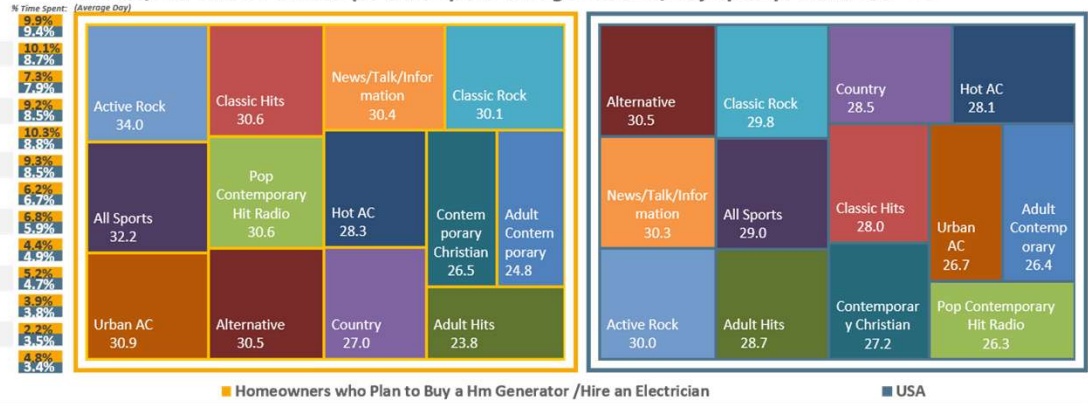 % Time Spent: (Average Day)
9.9%
9.4%
10.1%
8.7%
7.3%
7.9%
9.2%
8.5%
10.3%
8.8%
9.3%
8.5%
6.2%
6.7%
6.8%
5.9%
4.4%
4.9%
5.2%
4.7%
3.9%
3.8%
2.2%
3.5%
4.8%
3.4%
Active Rock
34.0
Classic Hits
30.6
News/Talk/Infor
mation
30.4
Classic Rock
30.1
All Sports
32.2
Pop
Contemporary
Hit Radio
30.6
Hot AC
28.3
Contem
porary
Christian
26.5
Adult
Contem
porary
24.8
Urban AC
30.9
Alternative
30.5
Country
27.0
Adult Hits
23.8
Alternative
30.5
Classic Rock
29.8
Country
28.5
Hot AC
28.1
News/Talk/Infor
mation
30.3
All Sports
29.0
Classic Hits
28.0
Urban
AC
26.7
Adult
Contemp
orary
26.4
Active Rock
30.0
Adult Hits
28.7
Contemporar
y Christian
27.2
Pop Contemporary
Hit Radio
26.3
Homeowners who Plan to Buy a Hm Generator /Hire an Electrician
USA